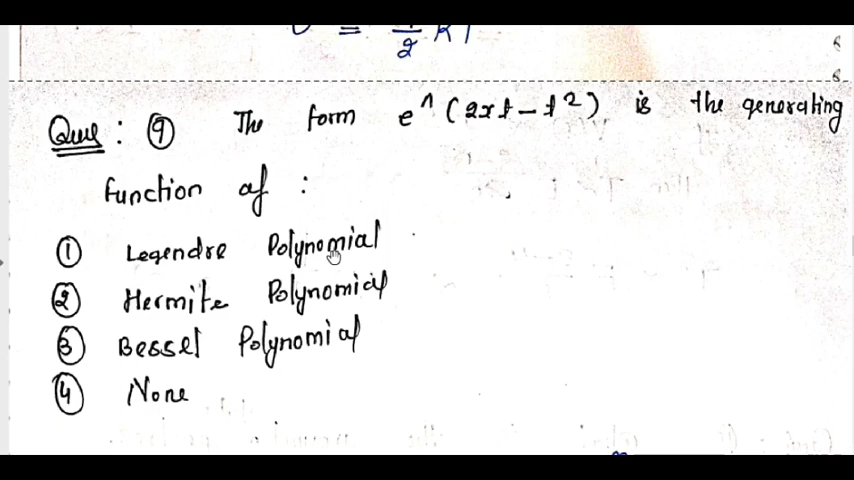 Que : ⑨ The form e^(2xt - t2) is the generating
function of :
① Legendre Polynomial
② Hermite Polynomial
③ Bessel Polynomial
④ None